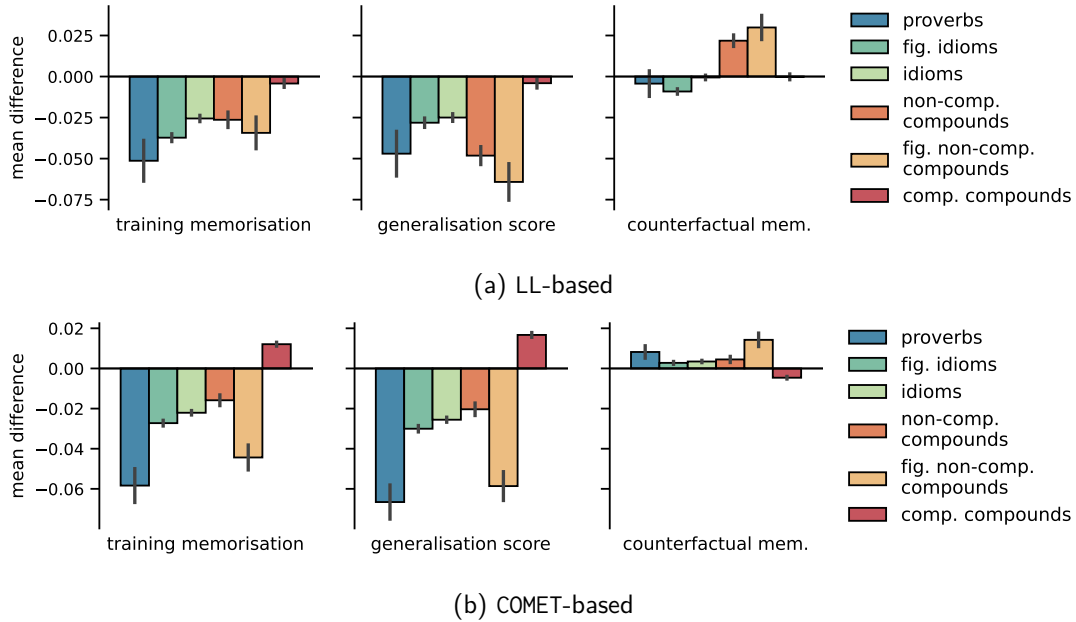 mean difference
0.025
0.000
−0.025
−0.050
−0.075
training memorisation
generalisation score
counterfactual mem.
proverbs
fig. idioms
idioms
non-comp.
compounds
fig. non-comp.
compounds
comp. compounds
(a) LL-based
mean difference
0.02
0.00
−0.02
−0.04
−0.06
training memorisation
generalisation score
counterfactual mem.
proverbs
fig. idioms
idioms
non-comp.
compounds
fig. non-comp.
compounds
comp. compounds
(b) COMET-based